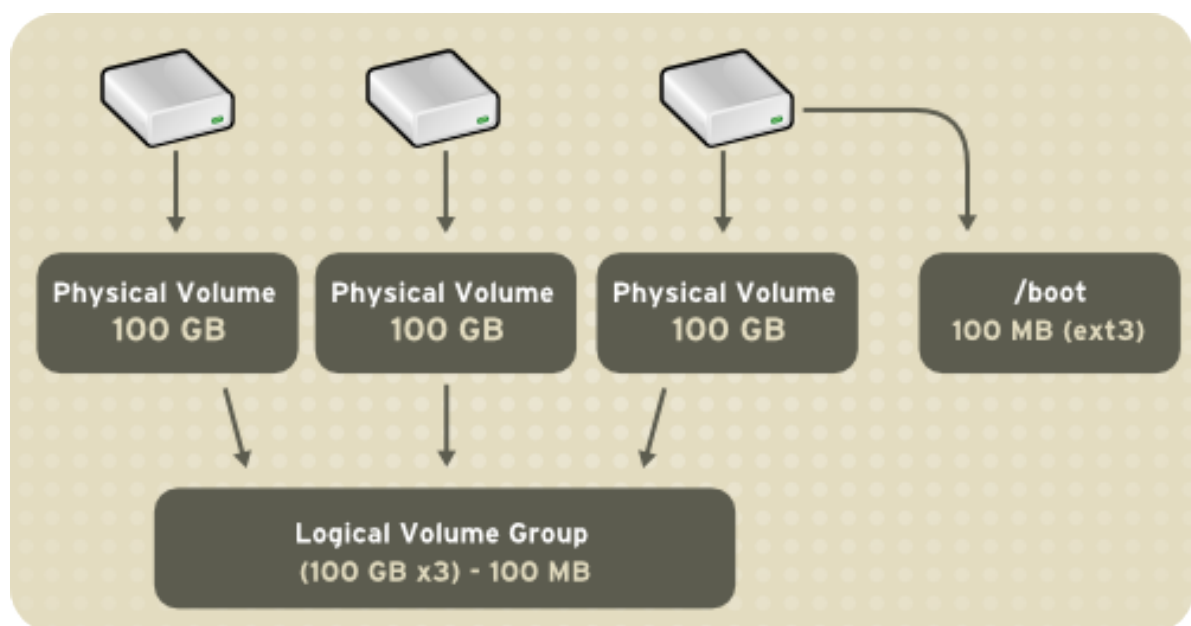 Physical Volume
100 GB
Physical Volume
100 GB
Physical Volume
100 GB
/boot
100 MB (ext3)
Logical Volume Group
(100 GB x3) - 100 MB